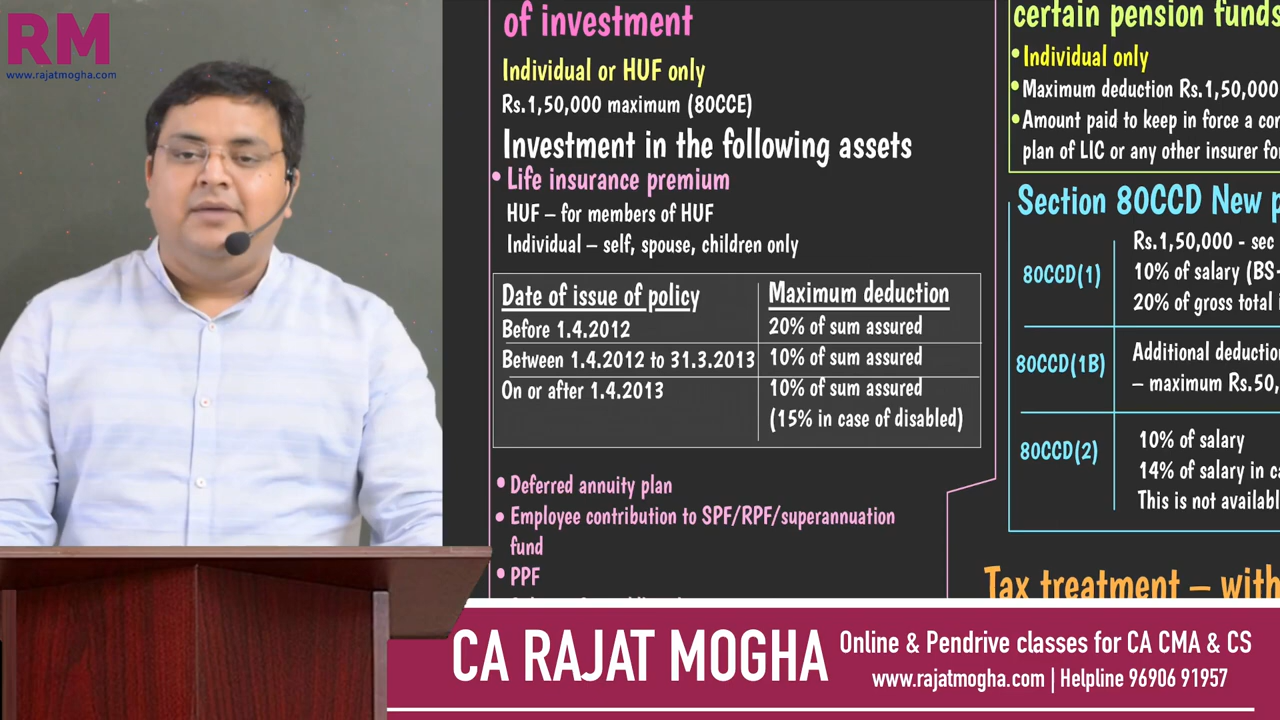 RM
www.rajatmogha.com
of investment
Individual or HUF only
Rs.1,50,000 maximum (80CCE)
Investment in the following assets
• Life insurance premium
HUF – for members of HUF
Individual – self, spouse, children only
Date of issue of policy Maximum deduction
Before 1.4.2012 20% of sum assured
Between 1.4.2012 to 31.3.2013 10% of sum assured
On or after 1.4.2013 10% of sum assured
(15% in case of disabled)
• Deferred annuity plan
• Employee contribution to SPF/RPF/superannuation
fund
• PPF
certain pension funds
• Individual only
• Maximum deduction Rs.1,50,000
• Amount paid to keep in force a
plan of LIC or any other insurer
Section 80CCD New
80CCD(1)
Rs.1,50,000 - sec
10% of salary (BS
20% of gross total
80CCD(1B)
Additional
– maximum Rs.50,
80CCD(2)
10% of salary
14% of salary in
This is not
Tax treatment –
CA RAJAT MOGHA
Online & Pendrive classes for CA CMA & CS
www.rajatmogha.com | Helpline 96906 91957